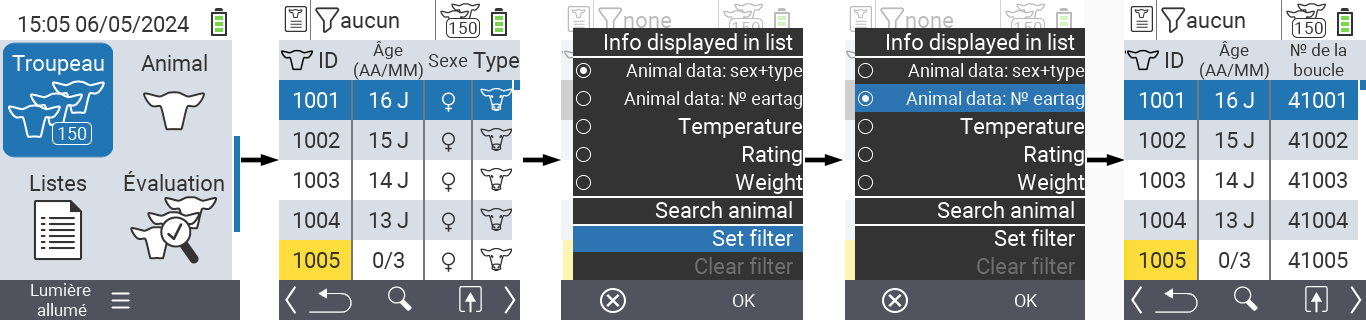 15:05 06/05/2024
Troupeau
150
Animal
Listes
Évaluation
Lumière
allumé
aucun
150
ID
Âge
(AA/MM)
Sexe
Type
1001 16 J ♀
1002 15 J ♀
1003 14 J ♀
1004 13 J ♀
1005 0/3 ♀
none
150
Info displayed in list
Animal data: sex+type
Animal data: № eartag
Temperature
Rating
Weight
Search animal
Set filter
Clear filter
OK
none
150
Info displayed in list
Animal data: sex+type
Animal data: № eartag
Temperature
Rating
Weight
Search animal
Set filter
Clear filter
OK
aucun
150
ID
Âge
(AA/MM)
№ de la
boucle
1001 16 J 41001
1002 15 J 41002
1003 14 J 41003
1004 13 J 41004
1005 0/3 41005